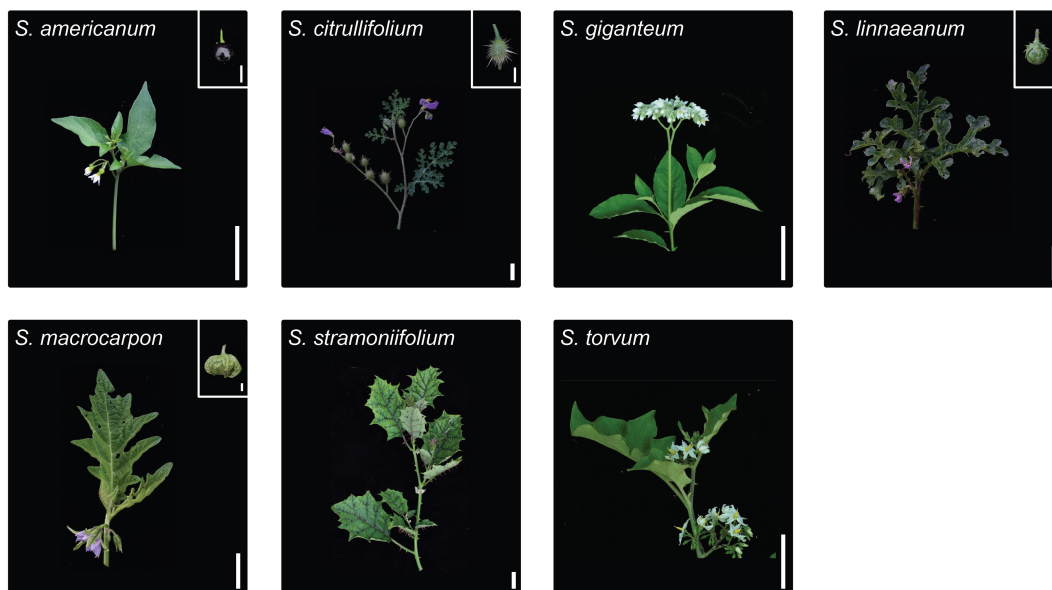 S. americanum
S. citrullifolium
S. giganteum
S. linnaeanum
S. macrocarpon
S. stramoniifolium
S. torvum